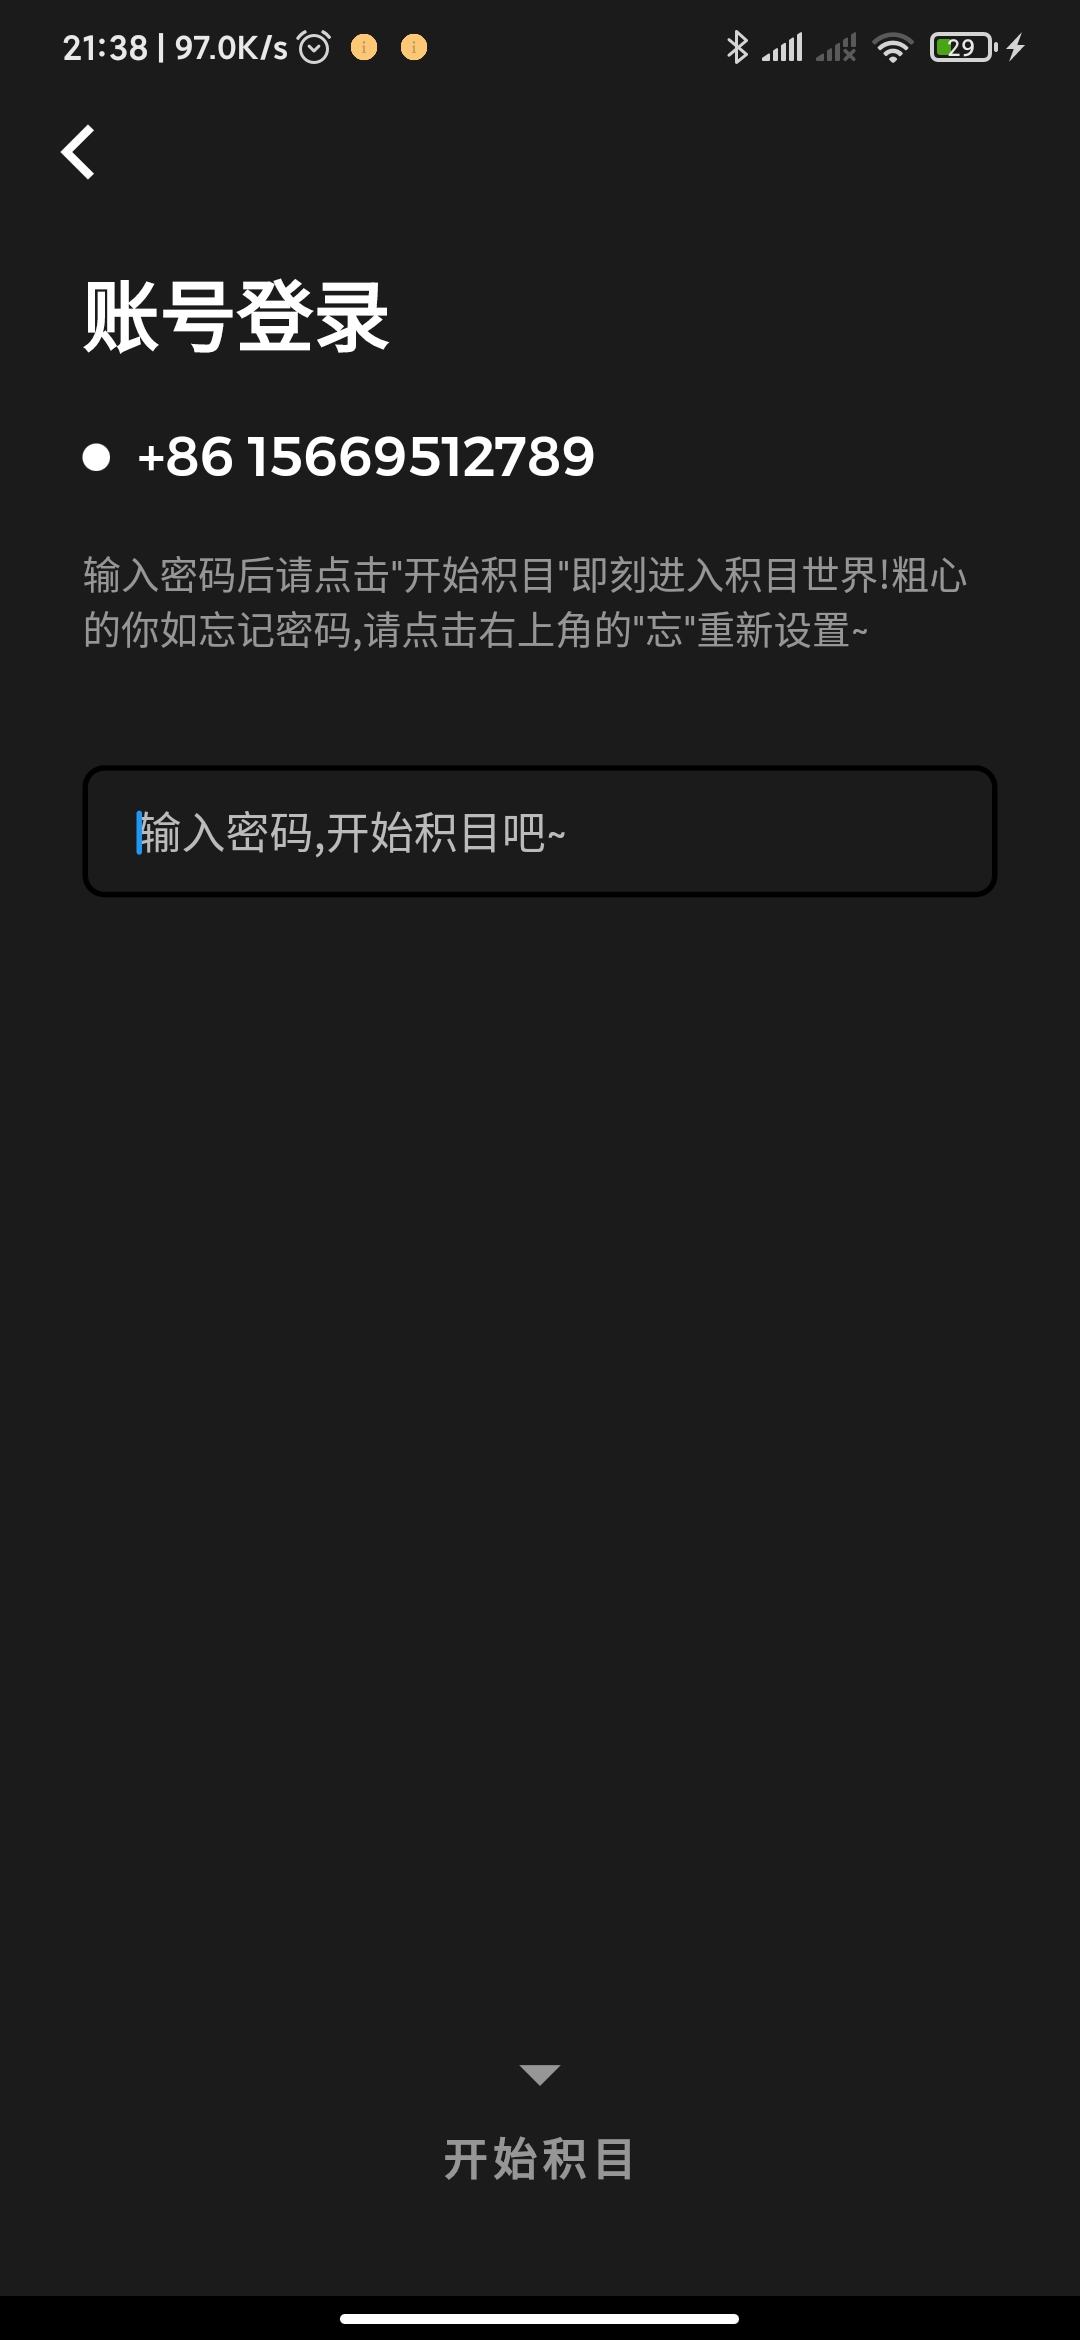 21:38 | 97.0K/s
29
账号登录
+86 15669512789
输入密码后请点击"开始积目"即刻进入积目世界!粗心
的你如忘记密码,请点击右上角的"忘"重新设置~
输入密码,开始积目吧~
开始积目